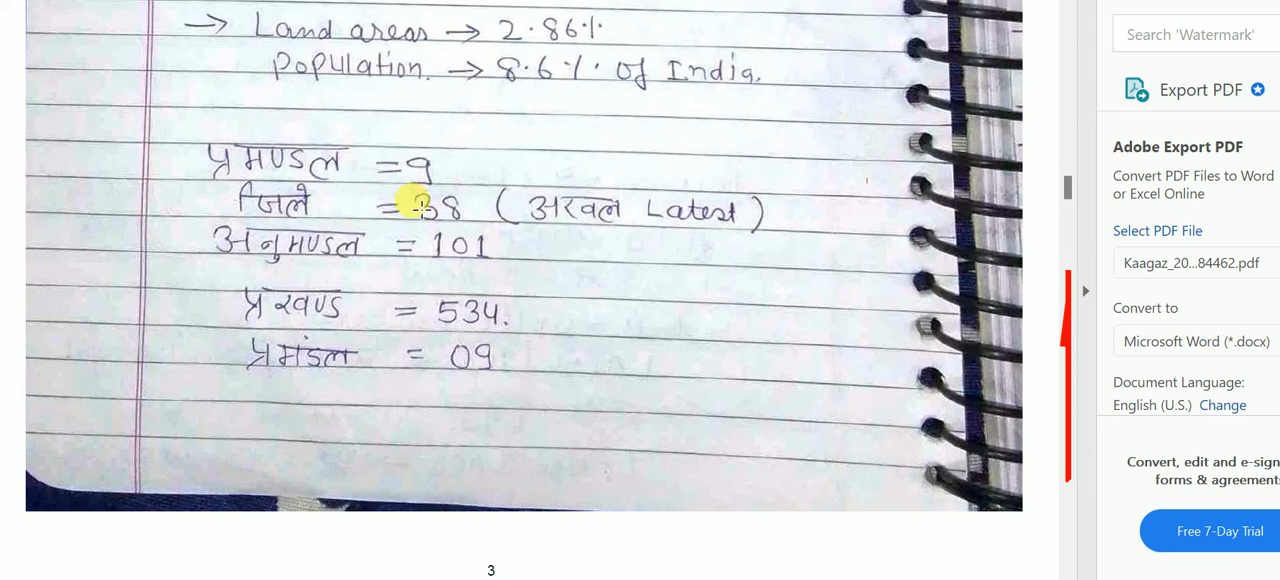 → Land areas → 2.86%
Population. → 8.6%. of India.
प्रमण्डल = 9
जिले = 38 (अरवल Latest)
अनुमण्डल = 101
प्रखण्ड = 534.
प्रमंडल = 09
3
Search 'Watermark'
Export PDF
Adobe Export PDF
Convert PDF Files to Word
or Excel Online
Select PDF File
Kaagaz_20...84462.pdf
Convert to
Microsoft Word (*.docx)
Document Language:
English (U.S.) Change
Convert, edit and e-sign
forms & agreements
Free 7-Day Trial